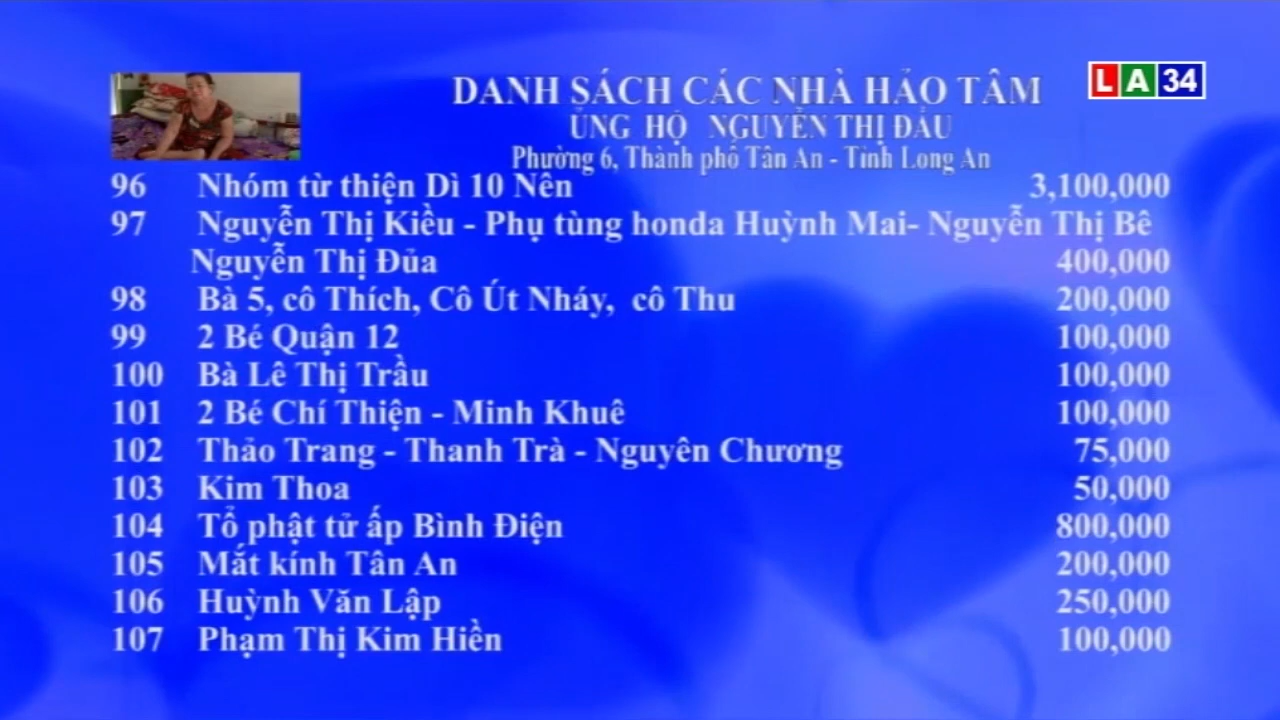 DANH SÁCH CÁC NHÀ HẢO TÂM
LA34
ỦNG HỘ NGUYỄN THỊ ĐẤU
Phường 6, Thành phố Tân An - Tỉnh Long An
96 Nhóm từ thiện Dì 10 Nên 3,100,000
97 Nguyễn Thị Kiều - Phụ tùng honda Huỳnh Mai- Nguyễn Thị Bê
Nguyễn Thị Đủa 400,000
98 Bà 5, cô Thích, Cô Út Nháy, cô Thu 200,000
99 2 Bé Quận 12 100,000
100 Bà Lê Thị Trầu 100,000
101 2 Bé Chí Thiện - Minh Khuê 100,000
102 Thảo Trang - Thanh Trà - Nguyên Chương 75,000
103 Kim Thoa 50,000
104 Tổ phật tử ấp Bình Điện 800,000
105 Mắt kính Tân An 200,000
106 Huỳnh Văn Lập 250,000
107 Phạm Thị Kim Hiền 100,000